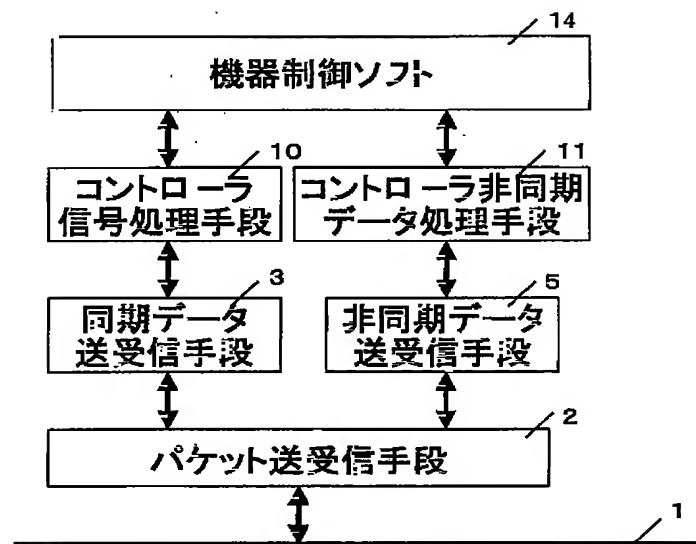 14
機器制御ソフト
10
コントローラ
信号処理手段
11
コントローラ非同期
データ処理手段
3
同期データ
送受信手段
5
非同期データ
送受信手段
2
パケット送受信手段
1